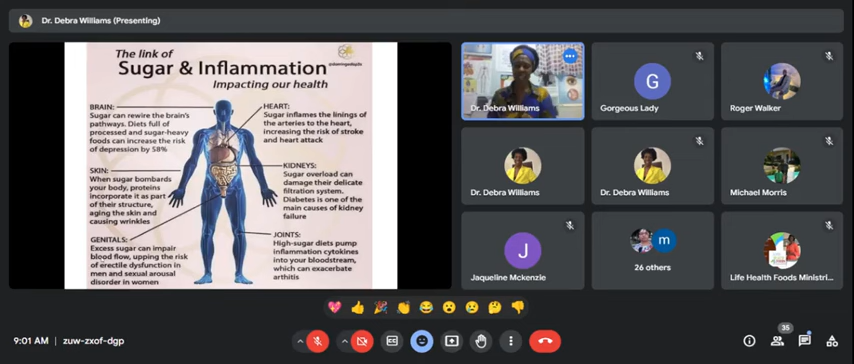 Dr. Debra Williams (Presenting)
The link of
Sugar & Inflammation
Impacting our health
BRAIN:
Sugar can rewire the brain's
pathways. Diets full of
processed and sugar-heavy
foods can increase the risk
of depression by 58%
SKIN:
When sugar bombards
your body, proteins
incorporate it as part
of their structure,
aging the skin and
causing wrinkles
GENITALS:
Excess sugar can impair
blood flow, upping the risk
of erectile dysfunction in
men and sexual arousal
disorder in women
HEART:
Sugar inflames the linings of
the arteries to the heart,
increasing the risk of stroke
and heart attack
KIDNEYS:
Sugar overload can
damage their delicate
filtration system.
Diabetes is one of the
main causes of kidney
failure
JOINTS:
High-sugar diets pump
inflammation cytokines
into your bloodstream,
which can exacerbate
arthitis
Dr. Debra Williams
G
Gorgeous Lady
Roger Walker
Dr. Debra Williams
Dr. Debra Williams
Michael Morris
J
Jaqueline Mckenzie
m
26 others
Life Health Foods Ministri...
9:01 AM | zuw-zxof-dgp
CC
35